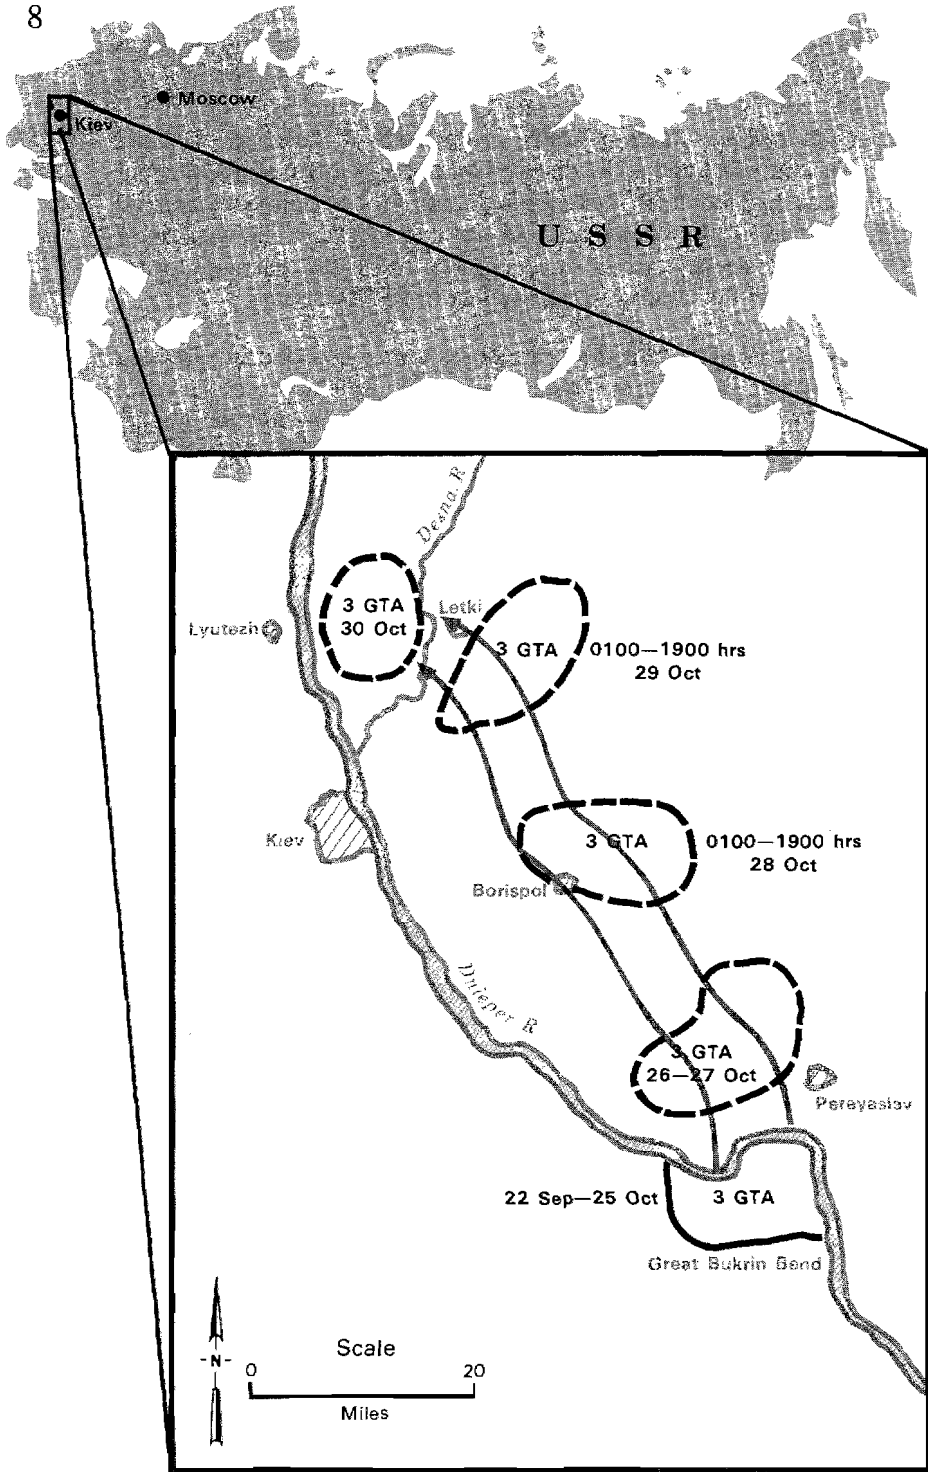 8
Moscow
Kiev
U S S R
Desna R
3 GTA
30 Oct
Letki
Lyutezh
3 GTA
0100—1900 hrs
29 Oct
Kiev
3 GTA
0100—1900 hrs
28 Oct
Borispol
Dnieper R
3 GTA
26—27 Oct
Pereyaslav
22 Sep—25 Oct
3 GTA
Great Bukrin Bend
-N-
Scale
0
20
Miles